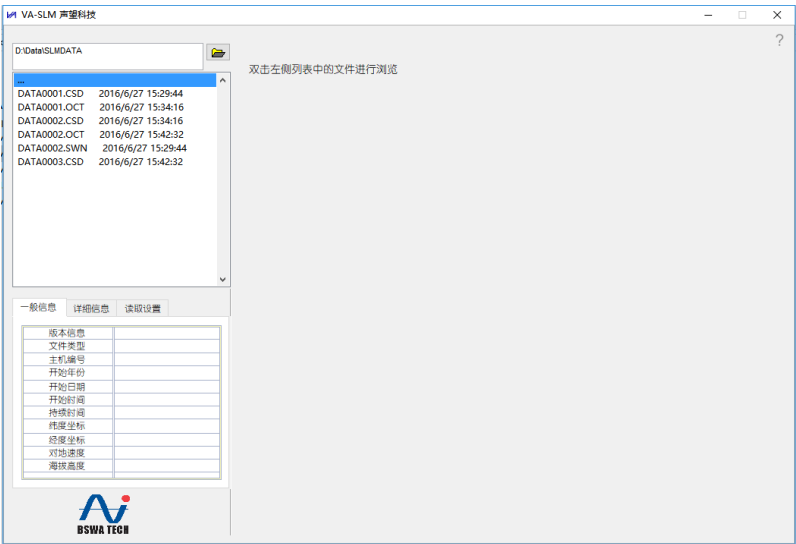 VA-SLM 声望科技
?
D:\Data\SLMDATA
双击左侧列表中的文件进行浏览
...
DATA0001.CSD 2016/6/27 15:29:44
DATA0001.OCT 2016/6/27 15:34:16
DATA0002.CSD 2016/6/27 15:34:16
DATA0002.OCT 2016/6/27 15:42:32
DATA0002.SWN 2016/6/27 15:29:44
DATA0003.CSD 2016/6/27 15:42:32
一般信息 详细信息 读取设置
版本信息
文件类型
主机编号
开始年份
开始日期
开始时间
持续时间
纬度坐标
经度坐标
对地速度
海拔高度
BSWA TECH